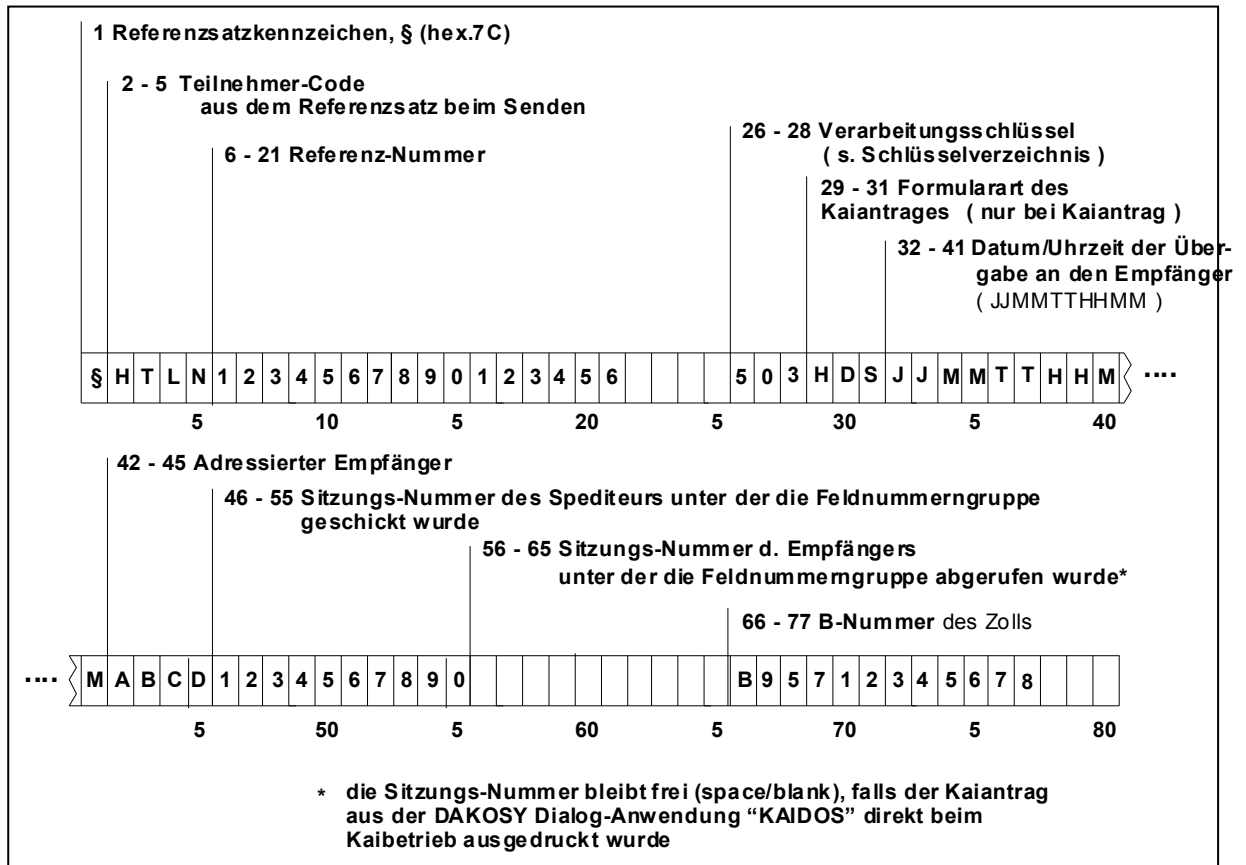 1 Referenzsatzkennzeichen, § (hex.7C)
2 - 5 Teilnehmer-Code
aus dem Referenzsatz beim Senden
6 - 21 Referenz-Nummer
26 - 28 Verarbeitungsschlüssel
( s. Schlüsselverzeichnis )
29 - 31 Formularart des
Kaiantrages ( nur bei Kaiantrag )
32 - 41 Datum/Uhrzeit der Über-
gabe an den Empfänger
( JJMMTTHHMM )
§ H T L N 1 2 3 4 5 6 7 8 9 0 1 2 3 4 5 6 5 0 3 H D S J J M M T T H H M ....
5 10 5 20 5 30 5 40
42 - 45 Adressierter Empfänger
46 - 55 Sitzungs-Nummer des Spediteurs unter der die Feldnummerngruppe
geschickt wurde
56 - 65 Sitzungs-Nummer d. Empfängers
unter der die Feldnummerngruppe abgerufen wurde*
66 - 77 B-Nummer des Zolls
.... M A B C D 1 2 3 4 5 6 7 8 9 0 B 9 5 7 1 2 3 4 5 6 7 8
5 50 5 60 5 70 5 80
* die Sitzungs-Nummer bleibt frei (space/blank), falls der Kaiantrag
aus der DAKOSY Dialog-Anwendung “KAIDOS” direkt beim
Kaibetrieb ausgedruckt wurde